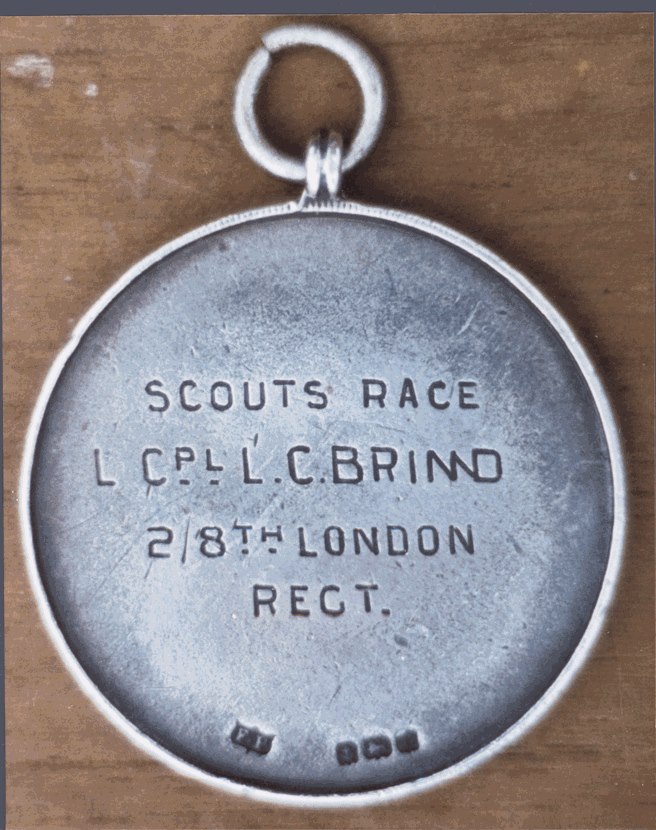 SCOUTS RACE
L CPL L.C.BRIND
2/8TH LONDON
REGT.